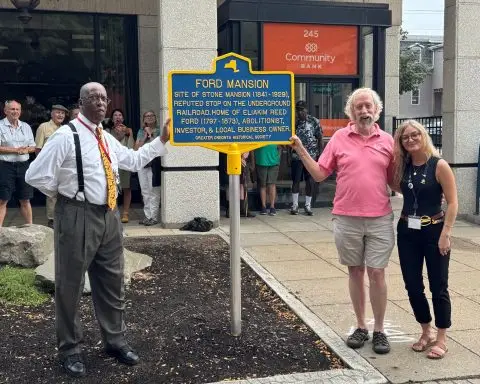 245
Community
BANK
FORD MANSION
SITE OF STONE MANSION (1841-1929),
REPUTED STOP ON THE UNDERGROUND
RAILROAD. HOME OF ELIAKIM REED
FORD (1797-1873), ABOLITIONIST,
INVESTOR, & LOCAL BUSINESS OWNER.
GREATER ONEONTA HISTORICAL SOCIETY